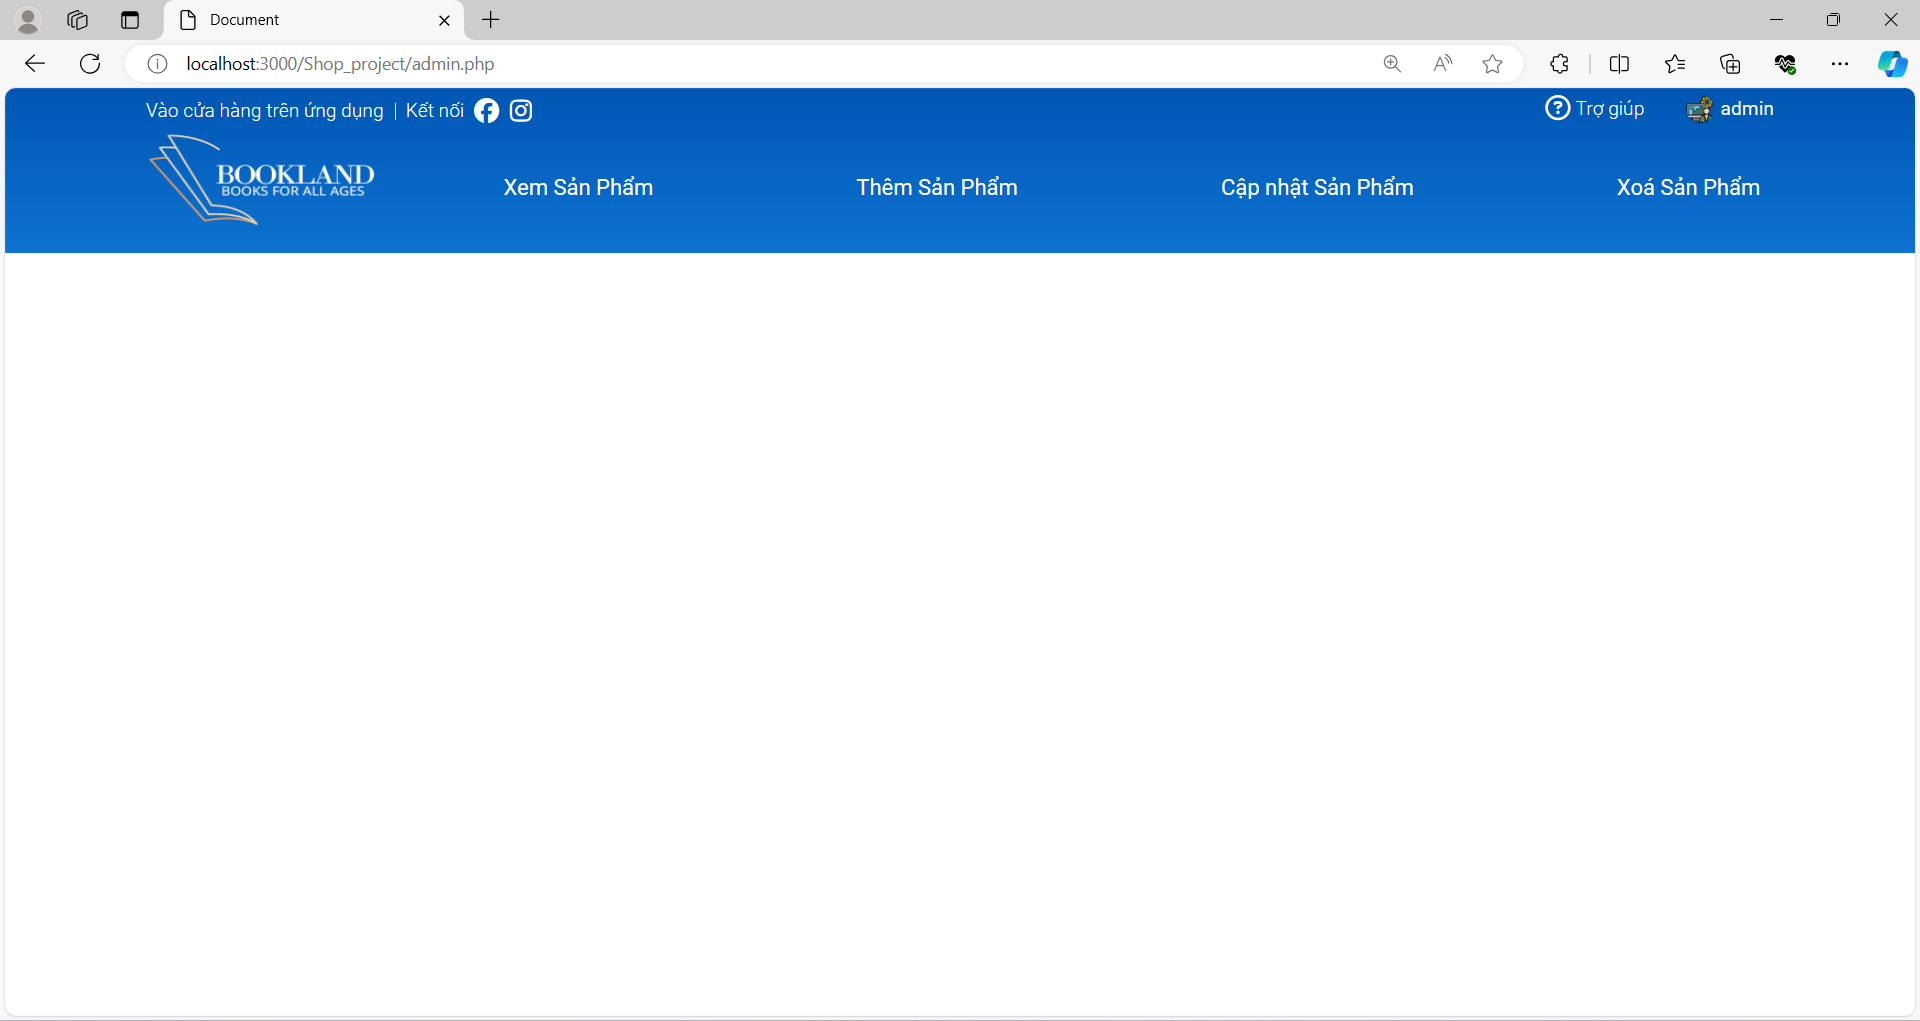 Document
localhost:3000/Shop_project/admin.php
Vào cửa hàng trên ứng dụng | Kết nối
Trợ giúp
admin
BOOKLAND
BOOKS FOR ALL AGES
Xem Sản Phẩm
Thêm Sản Phẩm
Cập nhật Sản Phẩm
Xoá Sản Phẩm